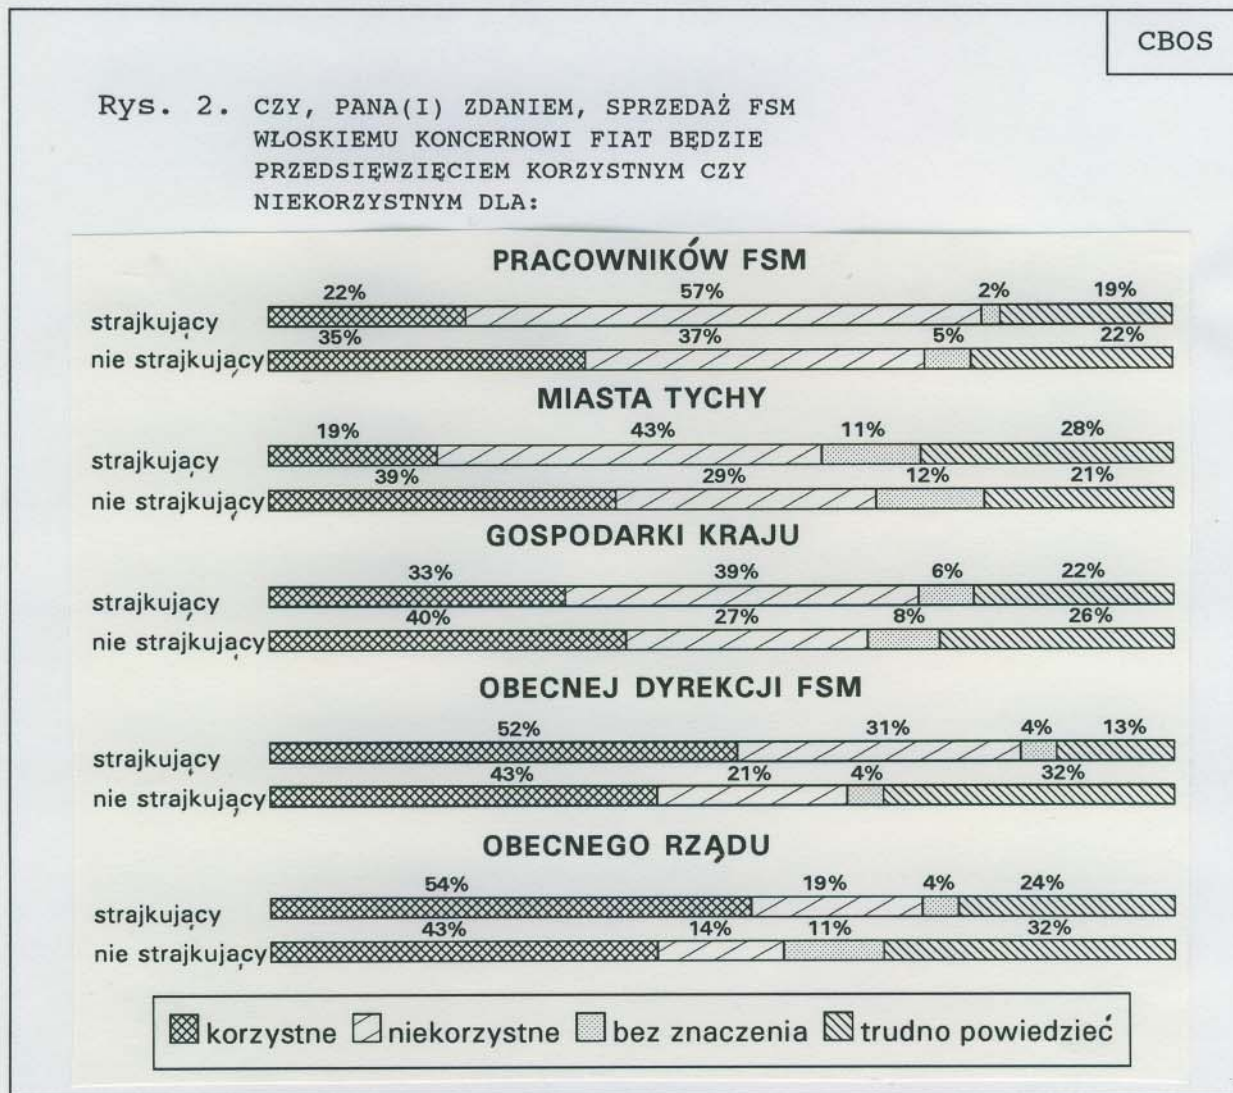 CBOS
Rys. 2. CZY, PANA(I) ZDANIEM, SPRZEDAŻ FSM
WŁOSKIEMU KONCERNOWI FIAT BĘDZIE
PRZEDSIĘWZIĘCIEM KORZYSTNYM CZY
NIEKORZYSTNYM DLA:
PRACOWNIKÓW FSM
22% 57% 2% 19%
strajkujący
35% 37% 5% 22%
nie strajkujący
MIASTA TYCHY
19% 43% 11% 28%
strajkujący
39% 29% 12% 21%
nie strajkujący
GOSPODARKI KRAJU
33% 39% 6% 22%
strajkujący
40% 27% 8% 26%
nie strajkujący
OBECNEJ DYREKCJI FSM
52% 31% 4% 13%
strajkujący
43% 21% 4% 32%
nie strajkujący
OBECNEGO RZĄDU
54% 19% 4% 24%
strajkujący
43% 14% 11% 32%
nie strajkujący
korzystne niekorzystne bez znaczenia trudno powiedzieć